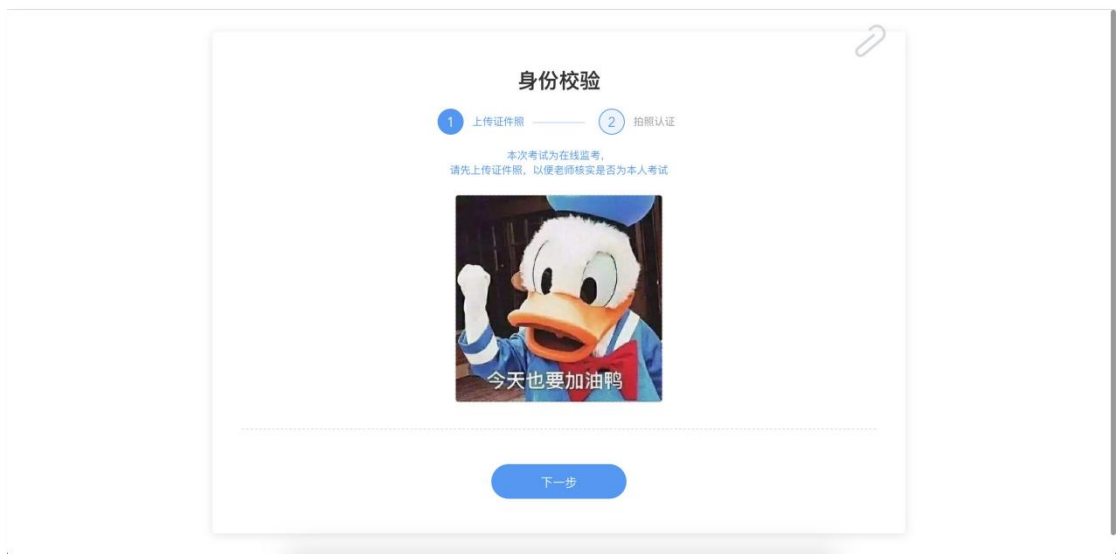 身份校验
1 上传证件照 2 拍照认证
本次考试为在线监考,
请先上传证件照、以便老师核实是否为本人考试
今天也要加油鸭
下一步